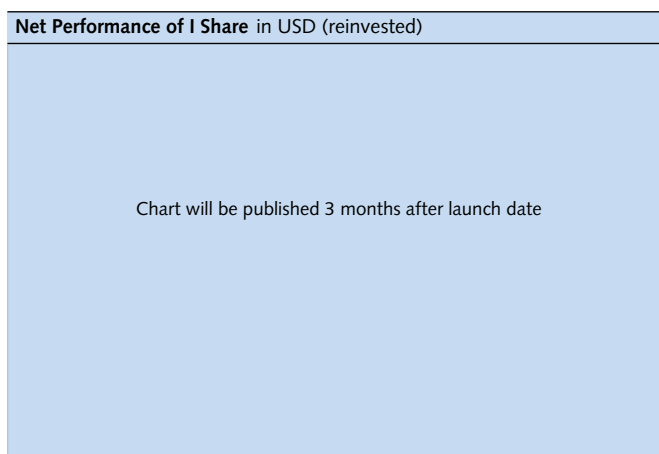 Net Performance of I Share in USD (reinvested)
Chart will be published 3 months after launch date